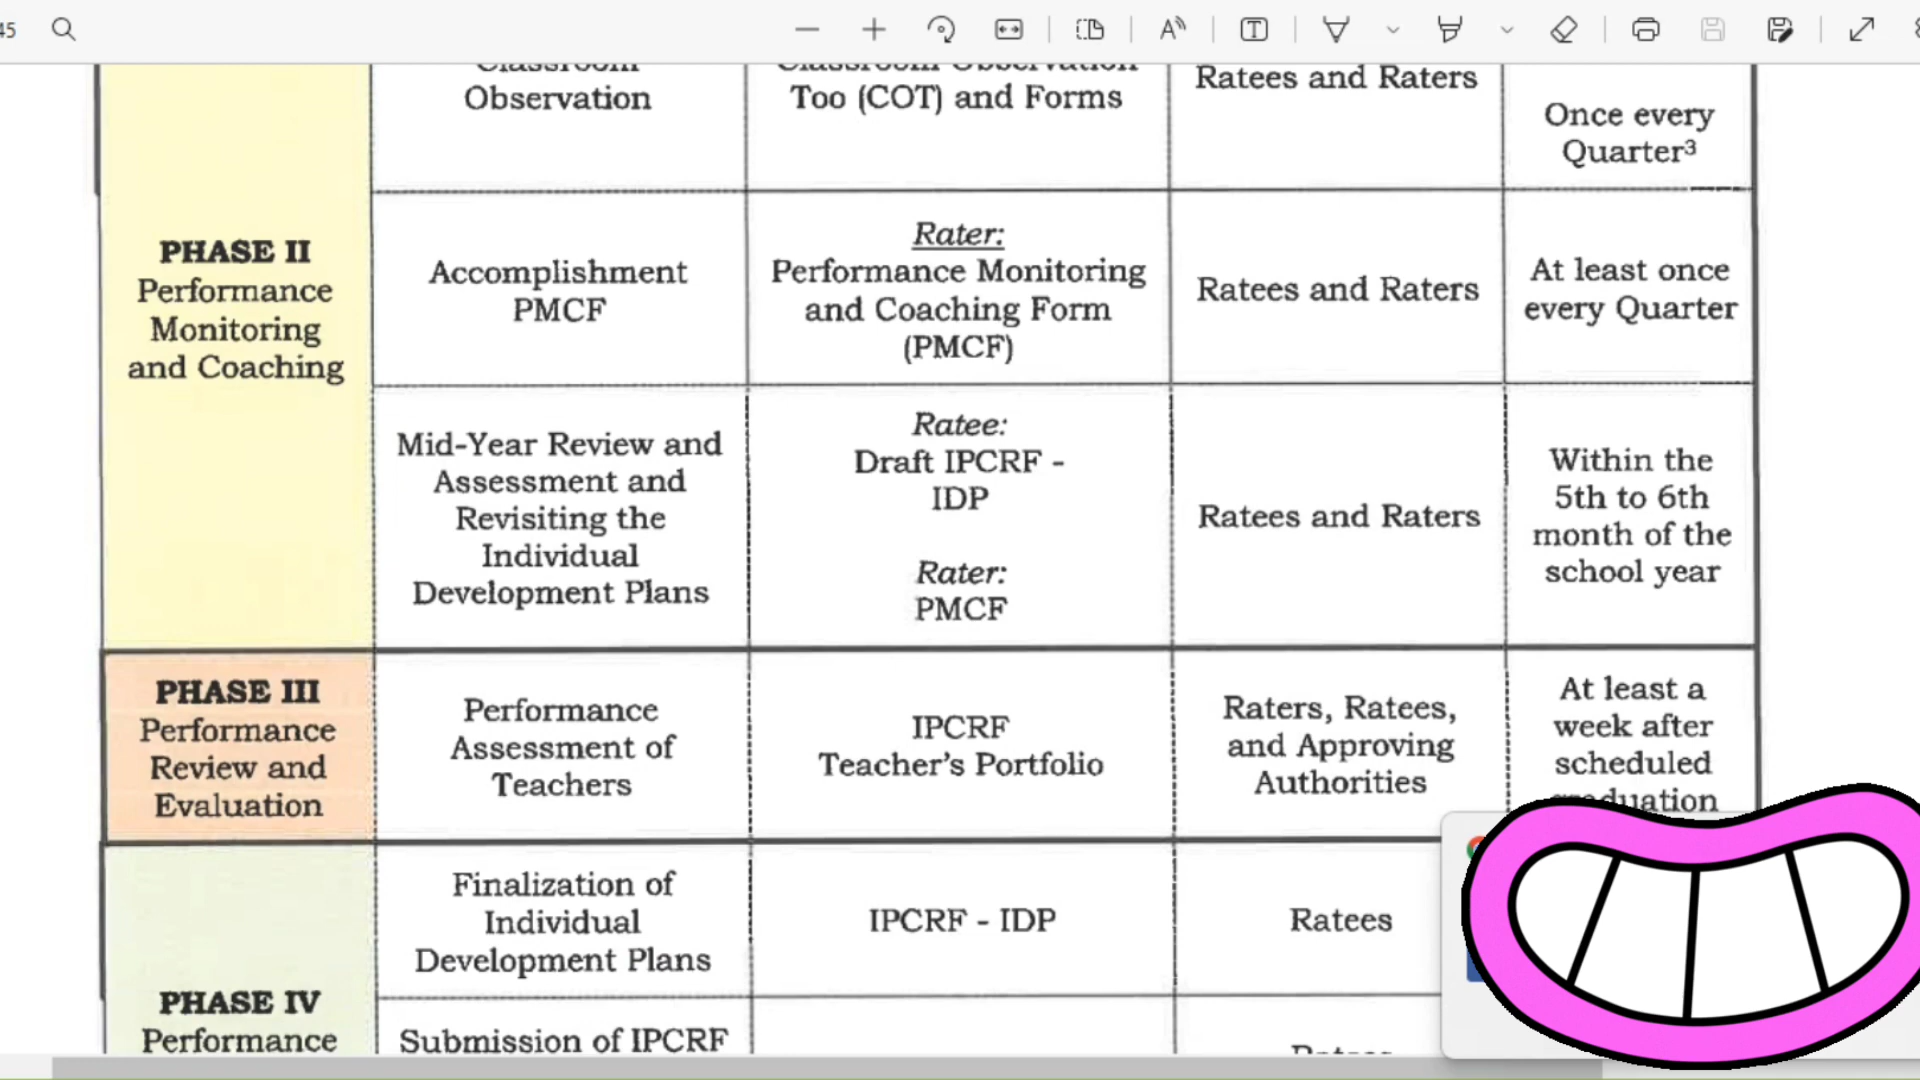 45
Classroom
Observation
Classroom Observation
Too (COT) and Forms
Ratees and Raters
Once every
Quarter³
PHASE II
Performance
Monitoring
and Coaching
Accomplishment
PMCF
Rater:
Performance Monitoring
and Coaching Form
(PMCF)
Ratees and Raters
At least once
every Quarter
Mid-Year Review and
Assessment and
Revisiting the
Individual
Development Plans
Ratee:
Draft IPCRF -
IDP
Rater:
PMCF
Ratees and Raters
Within the
5th to 6th
month of the
school year
PHASE III
Performance
Review and
Evaluation
Performance
Assessment of
Teachers
IPCRF
Teacher's Portfolio
Raters, Ratees,
and Approving
Authorities
At least a
week after
scheduled
graduation
PHASE IV
Performance
Finalization of
Individual
Development Plans
IPCRF - IDP
Ratees
Submission of IPCRF